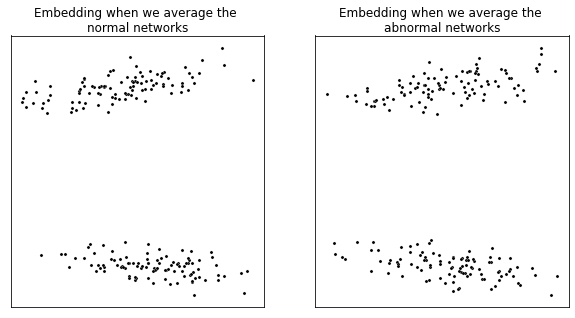 Embedding when we average the
normal networks
Embedding when we average the
abnormal networks